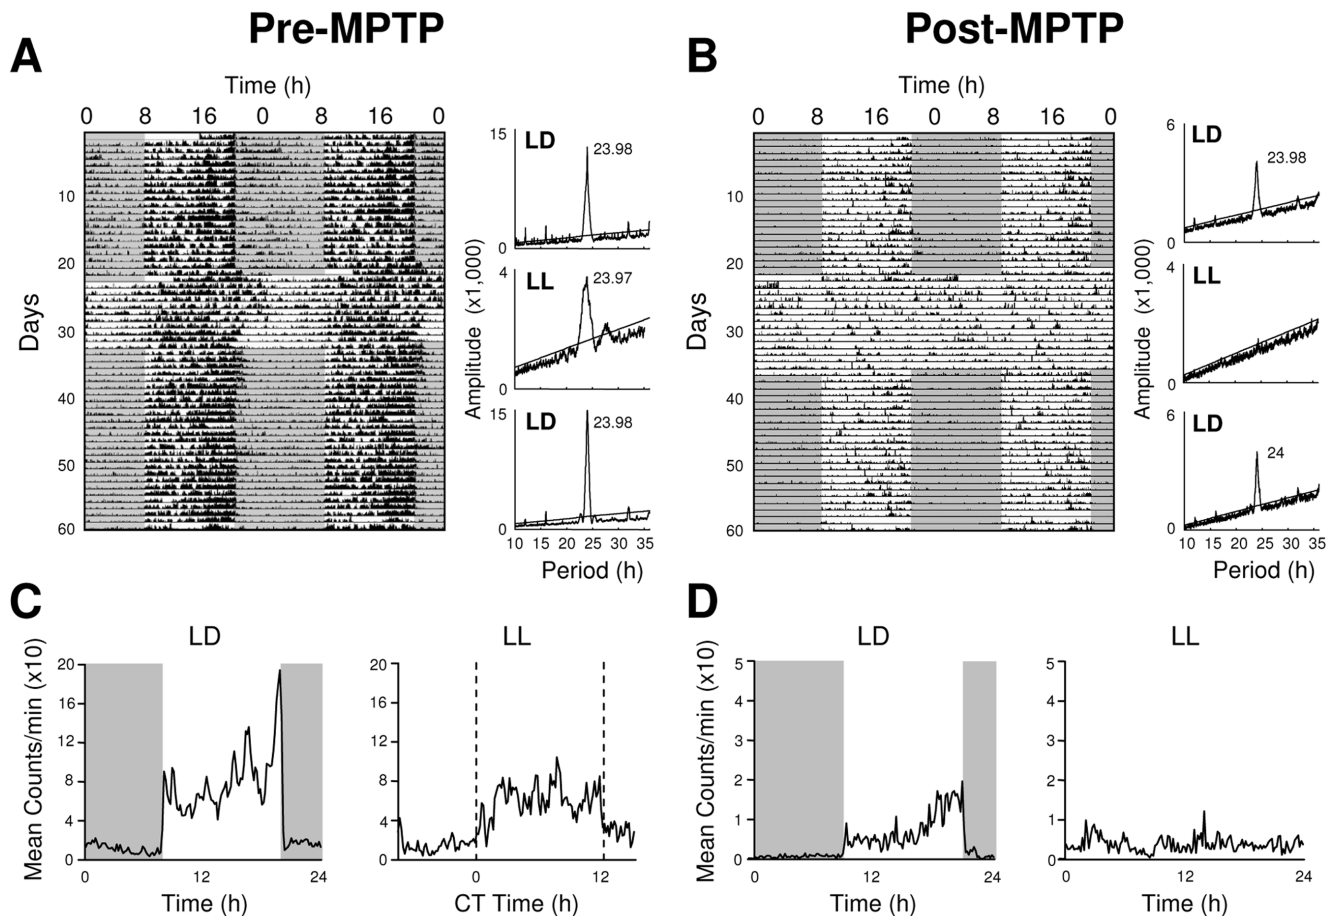 Pre-MPTP
Post-MPTP
A
Time (h)
0 8 16 0 8 16 0
Days
10
20
30
40
50
60
Amplitude (x1,000)
15
LD
23.98
0
4
LL
23.97
0
15
LD
23.98
0
10 15 20 25 30 35
Period (h)
B
Time (h)
0 8 16 0 8 16 0
Days
10
20
30
40
50
60
Amplitude (x1,000)
6
LD
23.98
0
4
LL
0
6
LD
24
0
10 15 20 25 30 35
Period (h)
C
Mean Counts/min (x10)
LD
20
16
12
8
4
0
0 12 24
Time (h)
LL
20
16
12
8
4
0
0 12
CT Time (h)
D
Mean Counts/min (x10)
LD
5
4
3
2
1
0
0 12 24
Time (h)
LL
5
4
3
2
1
0
0 12 24
Time (h)